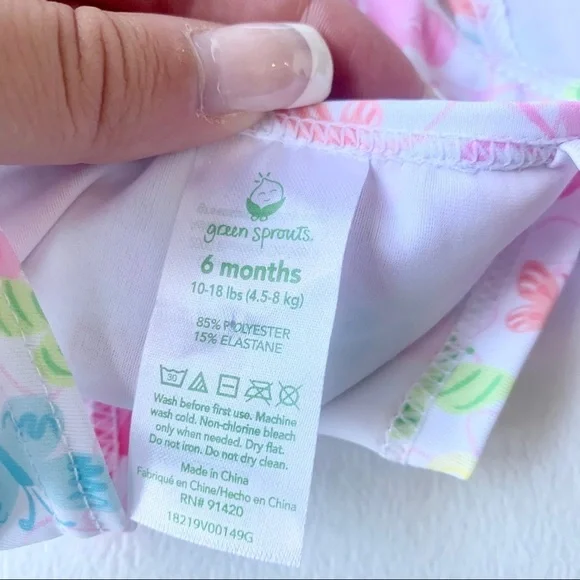 green sprouts.
6 months
10-18 lbs (4.5-8 kg)
85% POLYESTER
15% ELASTANE
30
Wash before first use. Machine
wash cold. Non-chlorine bleach
only when needed. Dry flat.
Do not iron. Do not dry clean.
Made in China
Fabriqué en Chine/Hecho en China
RN# 91420
18219V00149G